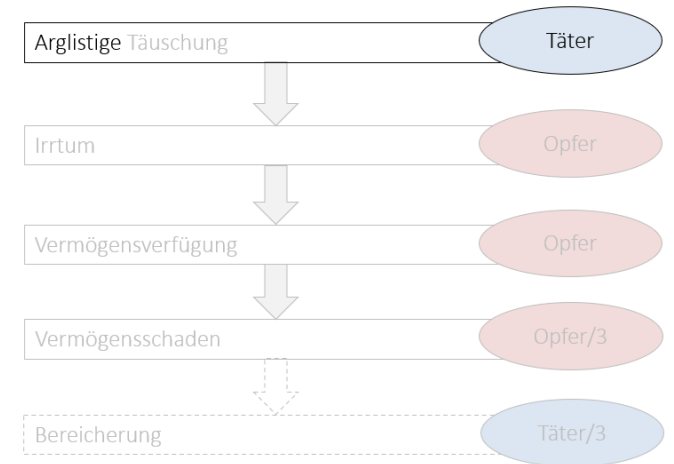 Arglistige Täuschung Täter
Irrtum Opfer
Vermögensverfügung Opfer
Vermögensschaden Opfer/3
Bereicherung Täter/3